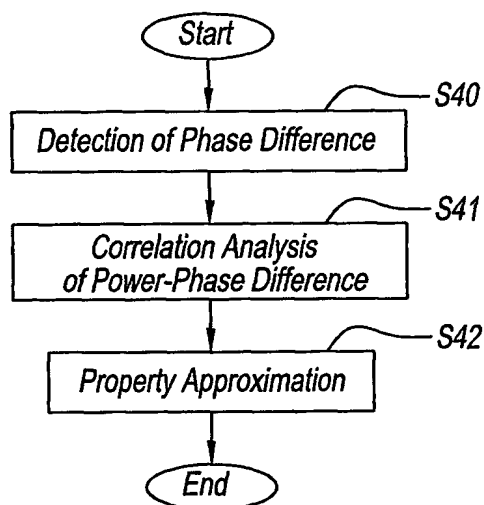 Start
S40
Detection of Phase Difference
S41
Correlation Analysis
of Power-Phase Difference
S42
Property Approximation
End